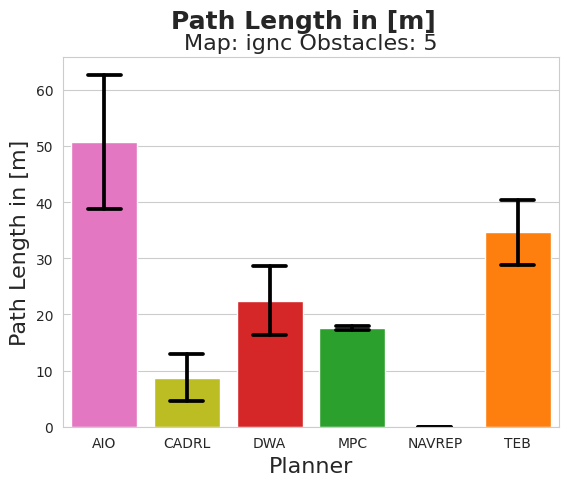 Path Length in [m]
Map: ignc Obstacles: 5
Path Length in [m]
60
50
40
30
20
10
0
AIO CADRL DWA MPC NAVREP TEB
Planner